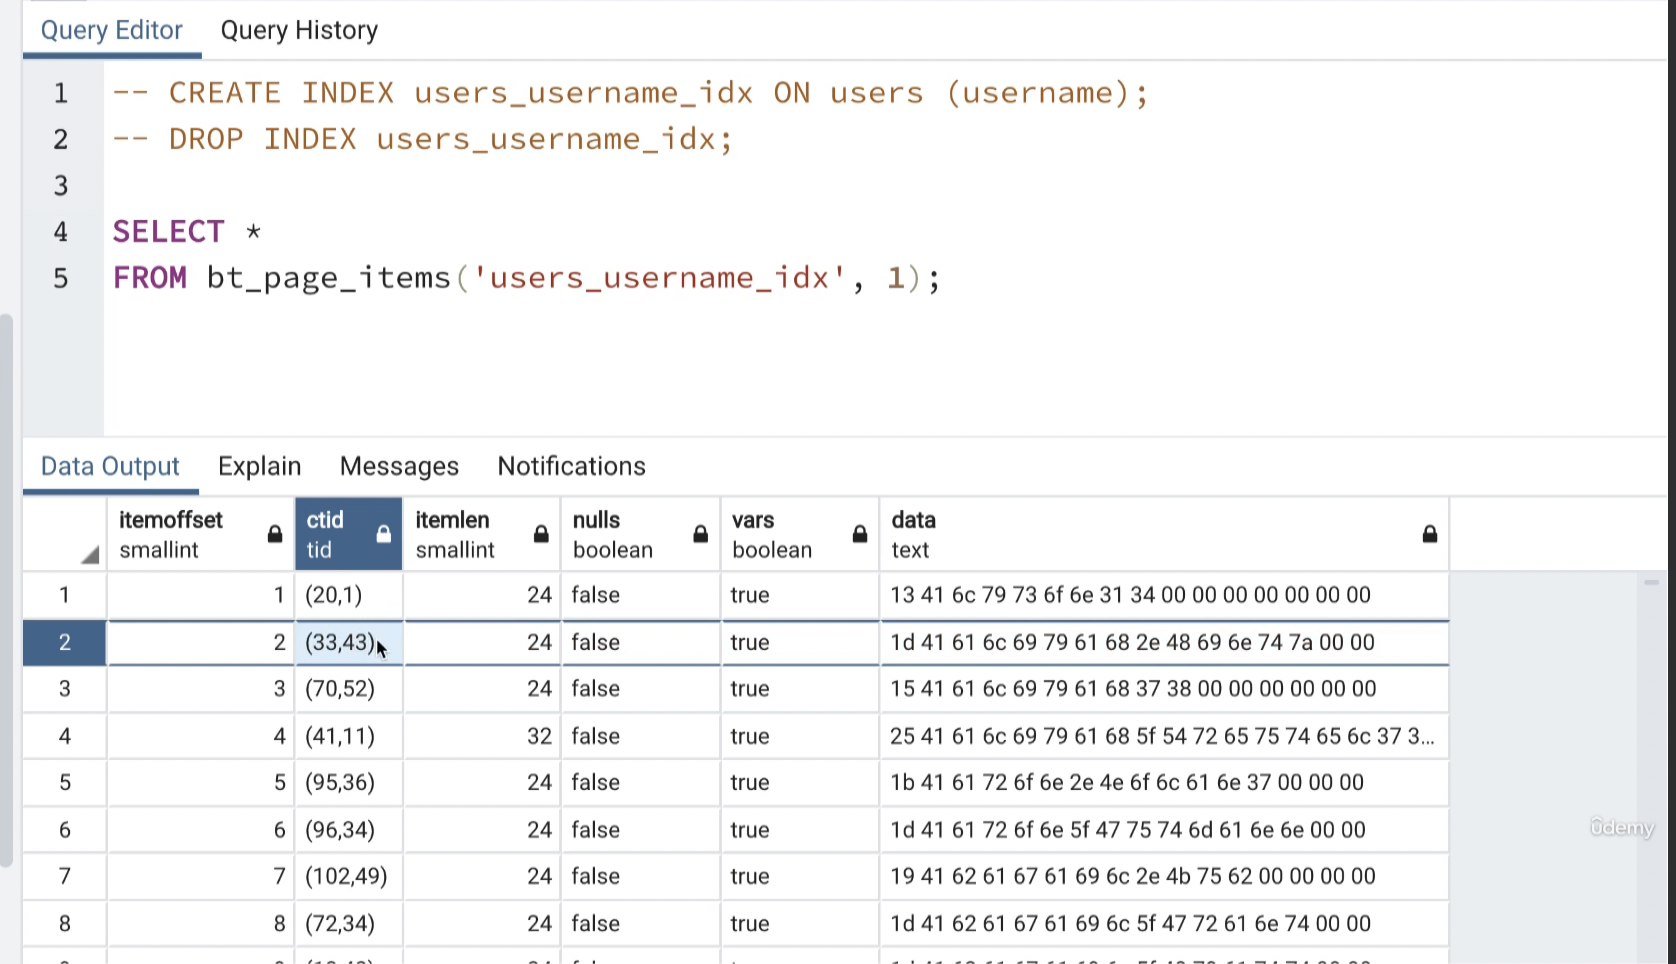 Query Editor Query History
1 -- CREATE INDEX users_username_idx ON users (username);
2 -- DROP INDEX users_username_idx;
3
4 SELECT *
5 FROM bt_page_items('users_username_idx', 1);
Data Output Explain Messages Notifications
itemoffset ctid itemlen nulls vars data
smallint tid smallint boolean boolean text
1 1 (20,1) 24 false true 13 41 6c 79 73 6f 6e 31 34 00 00 00 00 00 00 00
2 2 (33,43) 24 false true 1d 41 61 6c 69 79 61 68 2e 48 69 6e 74 7a 00 00
3 3 (70,52) 24 false true 15 41 61 6c 69 79 61 68 37 38 00 00 00 00 00 00
4 4 (41,11) 32 false true 25 41 61 6c 69 79 61 68 5f 54 72 65 75 74 65 6c 37 3...
5 5 (95,36) 24 false true 1b 41 61 72 6f 6e 2e 4e 6f 6c 61 6e 37 00 00 00
6 6 (96,34) 24 false true 1d 41 61 72 6f 6e 5f 47 75 74 6d 61 6e 6e 00 00
7 7 (102,49) 24 false true 19 41 62 61 67 61 69 6c 2e 4b 75 62 00 00 00 00
8 8 (72,34) 24 false true 1d 41 62 61 67 61 69 6c 5f 47 72 61 6e 74 00 00
ûdemy